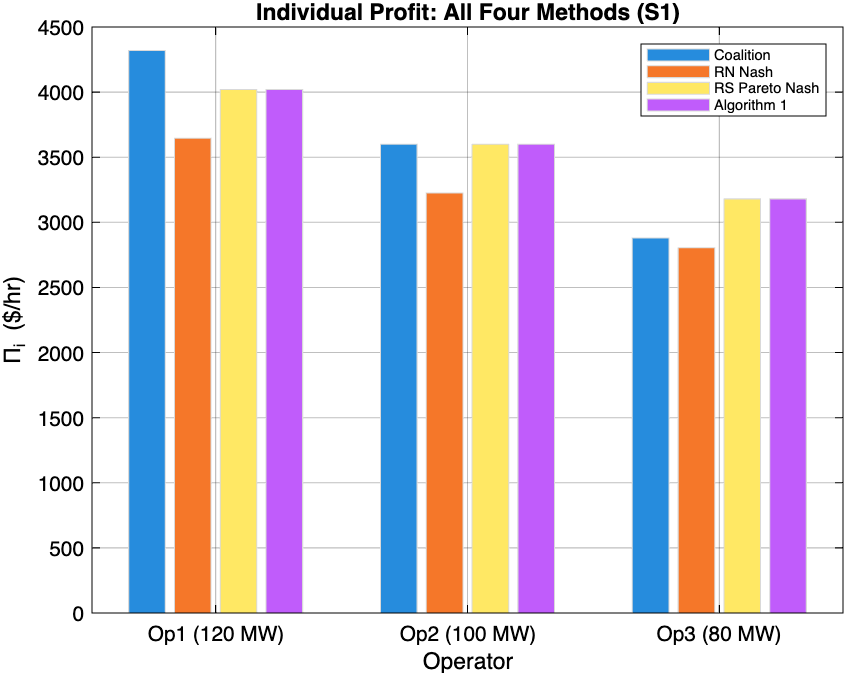 Individual Profit: All Four Methods (S1)
Coalition
RN Nash
RS Pareto Nash
Algorithm 1
4500
4000
3500
3000
2500
2000
1500
1000
500
0
Πᵢ ($/hr)
Op1 (120 MW)
Op2 (100 MW)
Op3 (80 MW)
Operator